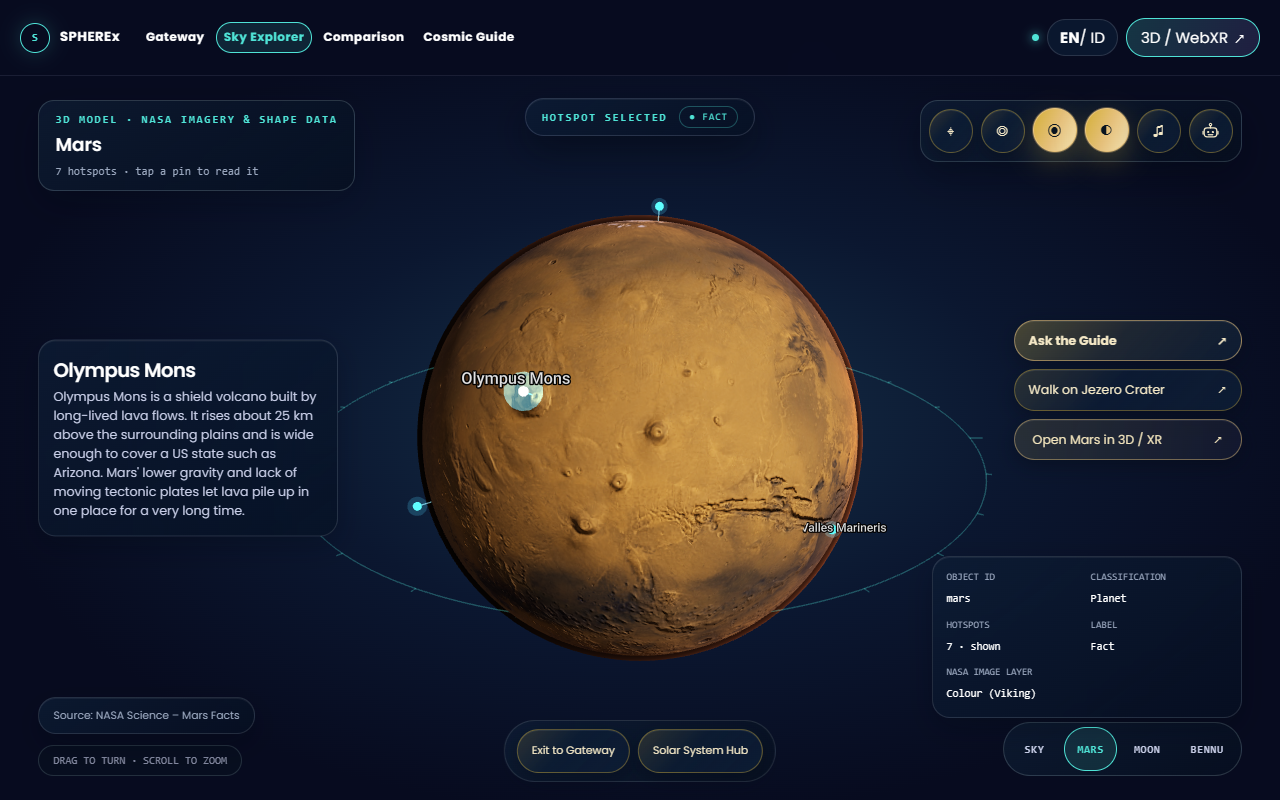 S SPHEREx Gateway Sky Explorer Comparison Cosmic Guide EN/ ID 3D / WebXR ↗
3D MODEL · NASA IMAGERY & SHAPE DATA
Mars
7 hotspots · tap a pin to read it
HOTSPOT SELECTED • FACT
Olympus Mons
Olympus Mons
Olympus Mons is a shield volcano built by
long-lived lava flows. It rises about 25 km
above the surrounding plains and is wide
enough to cover a US state such as
Arizona. Mars' lower gravity and lack of
moving tectonic plates let lava pile up in
one place for a very long time.
Valles Marineris
Ask the Guide ↗
Walk on Jezero Crater ↗
Open Mars in 3D / XR ↗
OBJECT ID CLASSIFICATION
mars Planet
HOTSPOTS LABEL
7 · shown Fact
NASA IMAGE LAYER
Colour (Viking)
Source: NASA Science – Mars Facts
DRAG TO TURN · SCROLL TO ZOOM
Exit to Gateway Solar System Hub
SKY MARS MOON BENNU